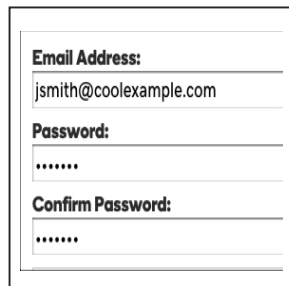 Email Address:
jsmith@coolexample.com
Password:
•••••••
Confirm Password:
•••••••